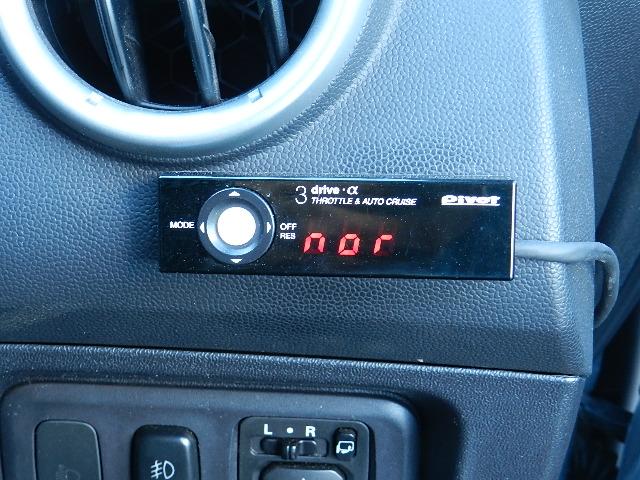 3 drive·α
THROTTLE & AUTO CRUISE
Pivot
MODE
OFF
RES
nor
L • R